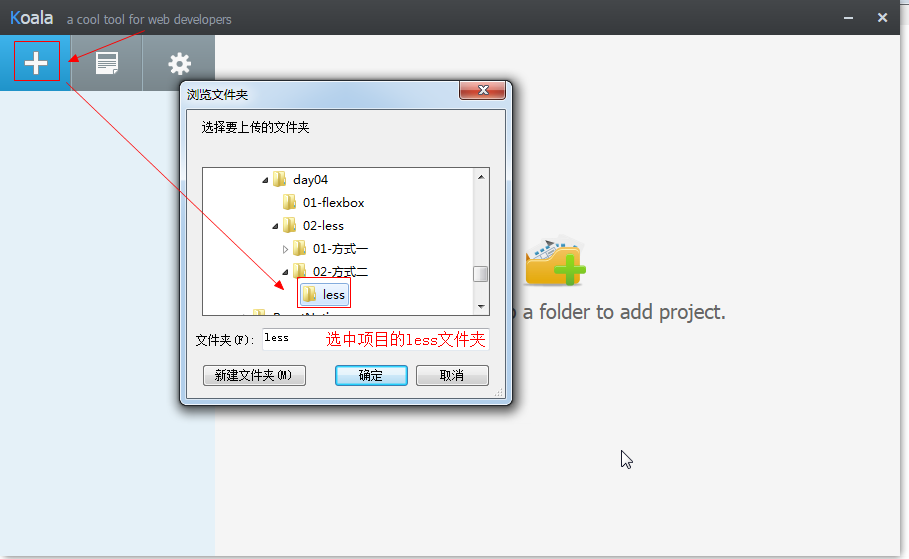 Koala a cool tool for web developers
浏览文件夹
选择要上传的文件夹
day04
01-flexbox
02-less
01-方式一
02-方式二
less
a folder to add project.
文件夹(F): less 选中项目的less文件夹
新建文件夹(M) 确定 取消